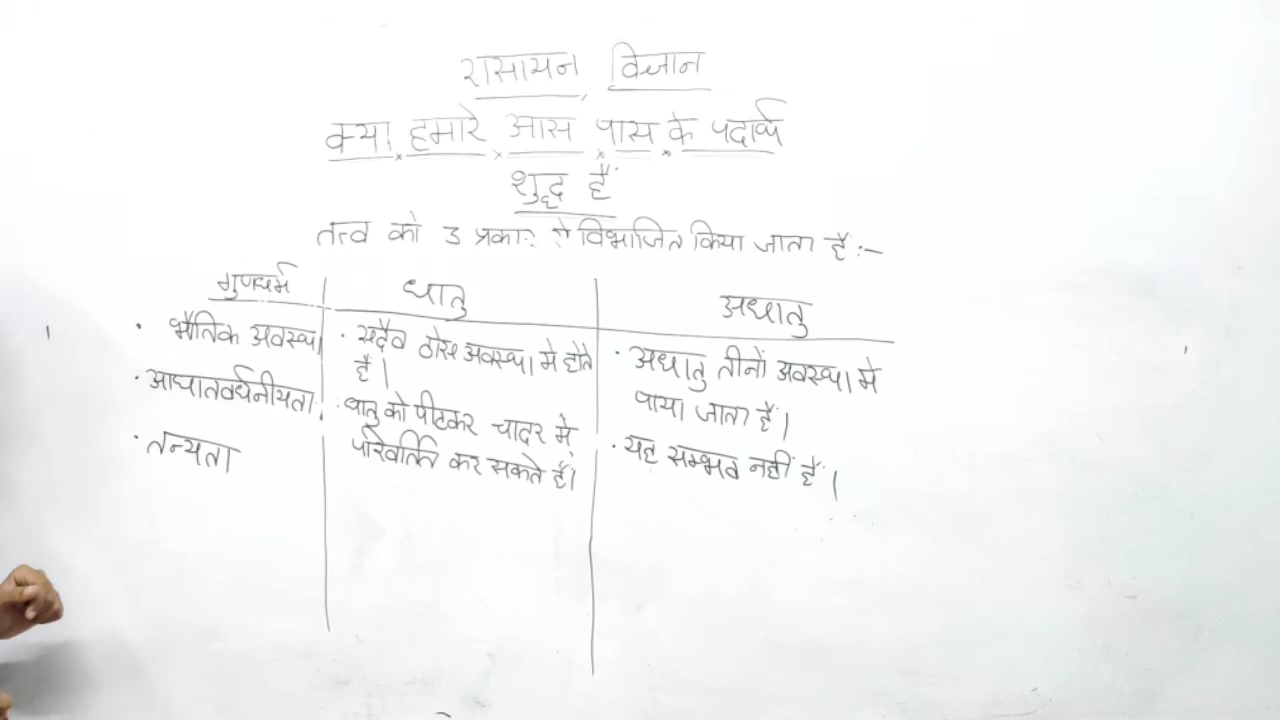 रासायन विज्ञान
क्या हमारे आस पास के पदार्थ
शुद्ध हैं
तत्व को 3 प्रकार से विभाजित किया जाता है :-
गुणधर्म धातु अधातु
· भौतिक अवस्था · सदैव ठोस अवस्था में होते · अधातु तीनों अवस्था में
है। पाया जाता है।
· आघातवर्धनीयता · धातु को पीटकर चादर में · यह सम्भव नहीं है।
परिवर्तित कर सकते है।
· तन्यता